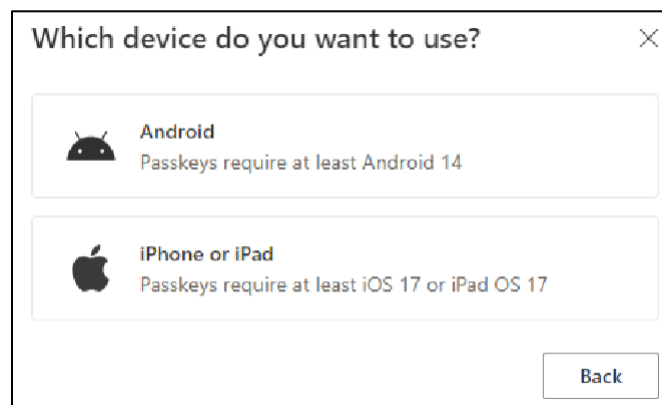 Which device do you want to use?
Android
Passkeys require at least Android 14
iPhone or iPad
Passkeys require at least iOS 17 or iPad OS 17
Back